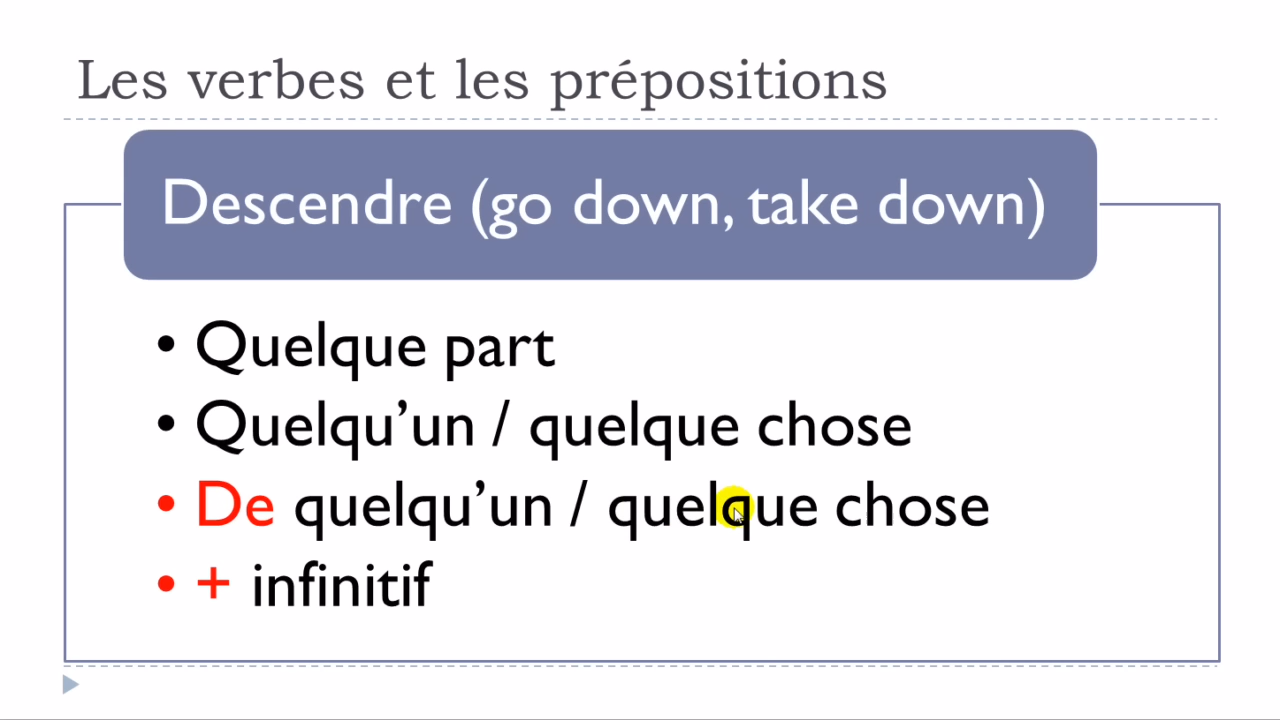 Les verbes et les prépositions
Descendre (go down, take down)
• Quelque part
• Quelqu’un / quelque chose
• De quelqu’un / quelque chose
• + infinitif